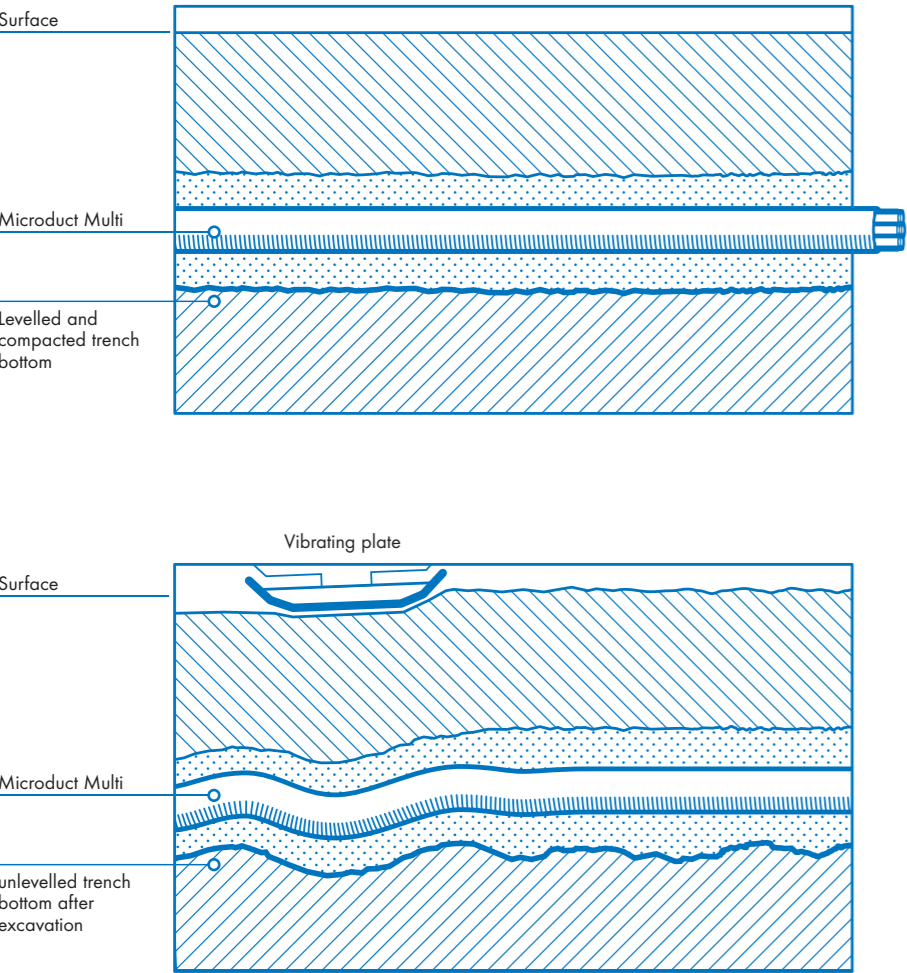 Surface
Microduct Multi
Levelled and
compacted trench
bottom
Vibrating plate
Surface
Microduct Multi
unlevelled trench
bottom after
excavation